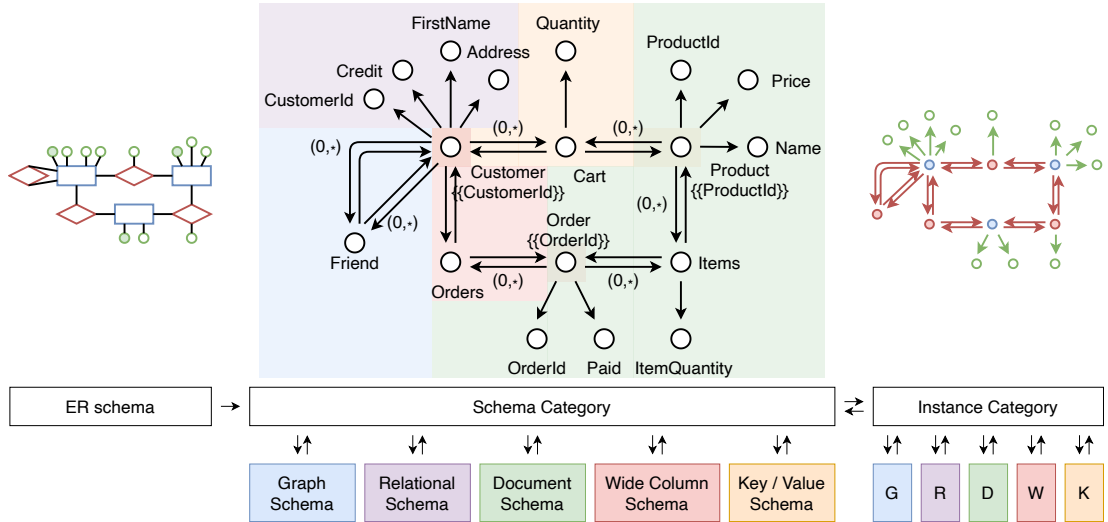 FirstName
Quantity
ProductId
Address
Credit
Price
CustomerId
(0,⋆)
(0,⋆)
(0,⋆)
Name
Customer
{{CustomerId}}
Cart
Product
{{ProductId}}
(0,⋆)
(0,⋆)
Order
{{OrderId}}
Friend
Items
Orders
(0,⋆)
(0,⋆)
OrderId
Paid
ItemQuantity
ER schema
Schema Category
Instance Category
Graph
Schema
Relational
Schema
Document
Schema
Wide Column
Schema
Key / Value
Schema
G
R
D
W
K